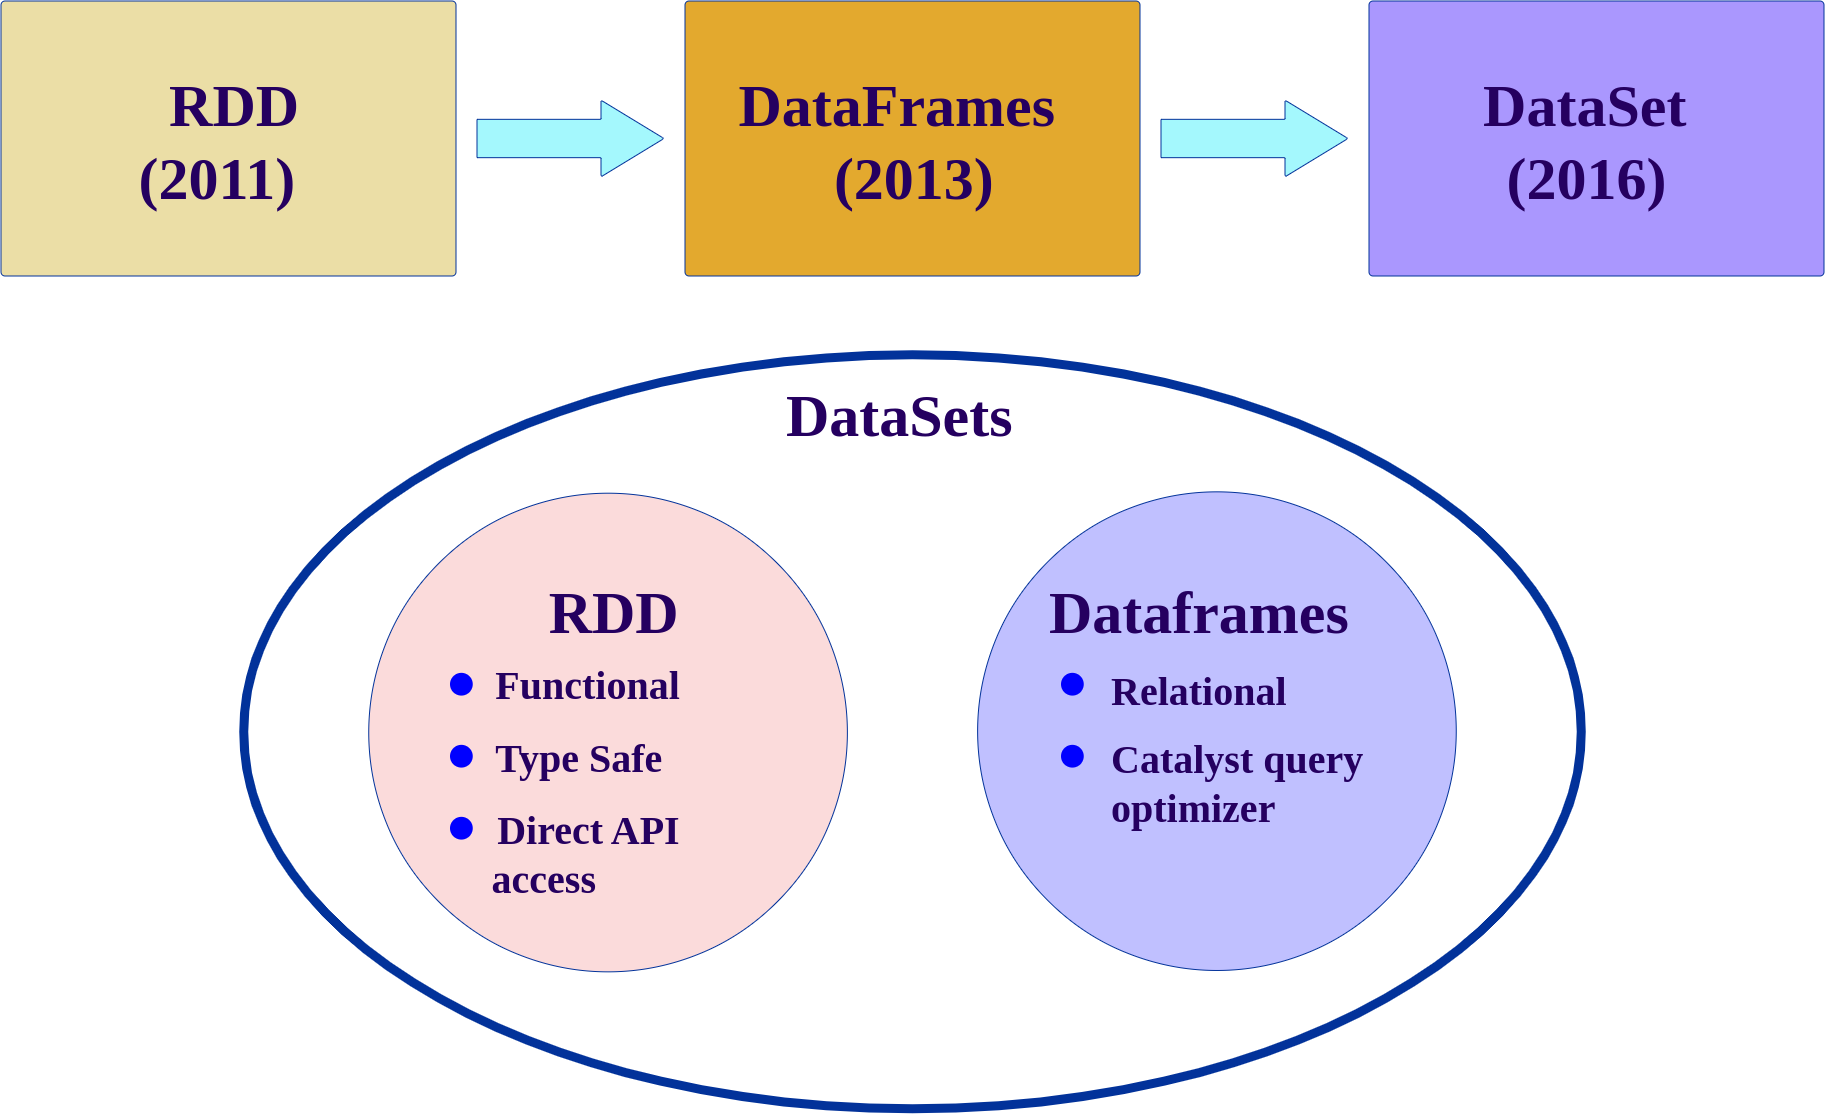 RDD
(2011)
DataFrames
(2013)
DataSet
(2016)
DataSets
RDD
Functional
Type Safe
Direct API
access
Dataframes
Relational
Catalyst query
optimizer